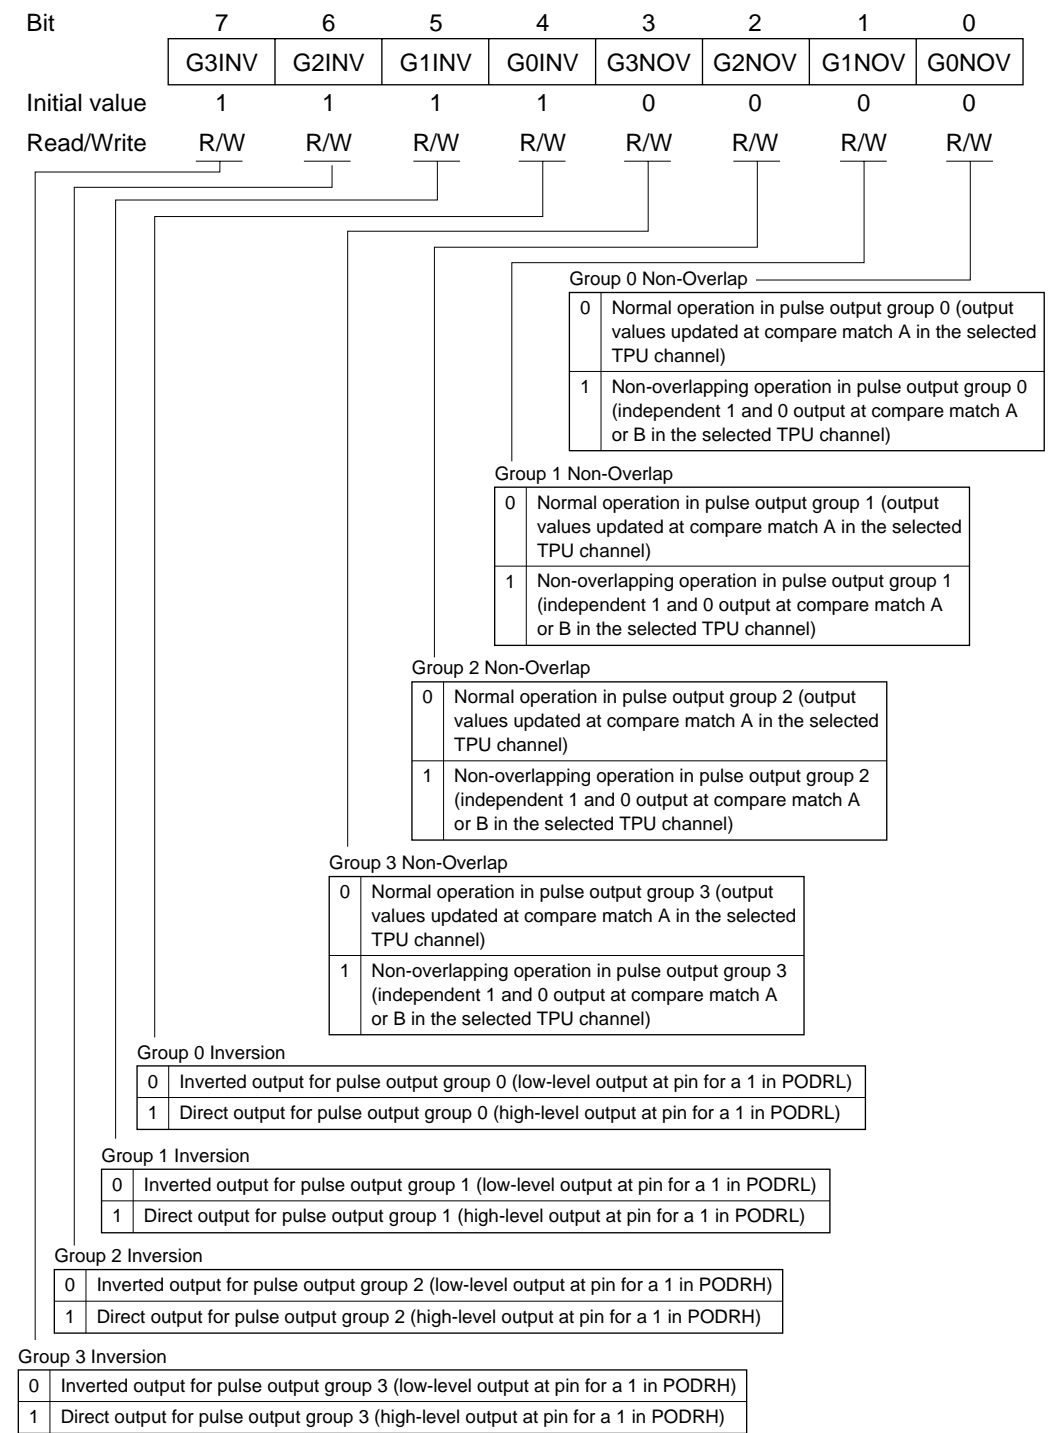 Bit 7 6 5 4 3 2 1 0
G3INV G2INV G1INV G0INV G3NOV G2NOV G1NOV G0NOV
Initial value 1 1 1 1 0 0 0 0
Read/Write R/W R/W R/W R/W R/W R/W R/W R/W
Group 0 Non-Overlap
0 Normal operation in pulse output group 0 (output
values updated at compare match A in the selected
TPU channel)
1 Non-overlapping operation in pulse output group 0
(independent 1 and 0 output at compare match A
or B in the selected TPU channel)
Group 1 Non-Overlap
0 Normal operation in pulse output group 1 (output
values updated at compare match A in the selected
TPU channel)
1 Non-overlapping operation in pulse output group 1
(independent 1 and 0 output at compare match A
or B in the selected TPU channel)
Group 2 Non-Overlap
0 Normal operation in pulse output group 2 (output
values updated at compare match A in the selected
TPU channel)
1 Non-overlapping operation in pulse output group 2
(independent 1 and 0 output at compare match A
or B in the selected TPU channel)
Group 3 Non-Overlap
0 Normal operation in pulse output group 3 (output
values updated at compare match A in the selected
TPU channel)
1 Non-overlapping operation in pulse output group 3
(independent 1 and 0 output at compare match A
or B in the selected TPU channel)
Group 0 Inversion
0 Inverted output for pulse output group 0 (low-level output at pin for a 1 in PODRL)
1 Direct output for pulse output group 0 (high-level output at pin for a 1 in PODRL)
Group 1 Inversion
0 Inverted output for pulse output group 1 (low-level output at pin for a 1 in PODRL)
1 Direct output for pulse output group 1 (high-level output at pin for a 1 in PODRL)
Group 2 Inversion
0 Inverted output for pulse output group 2 (low-level output at pin for a 1 in PODRH)
1 Direct output for pulse output group 2 (high-level output at pin for a 1 in PODRH)
Group 3 Inversion
0 Inverted output for pulse output group 3 (low-level output at pin for a 1 in PODRH)
1 Direct output for pulse output group 3 (high-level output at pin for a 1 in PODRH)